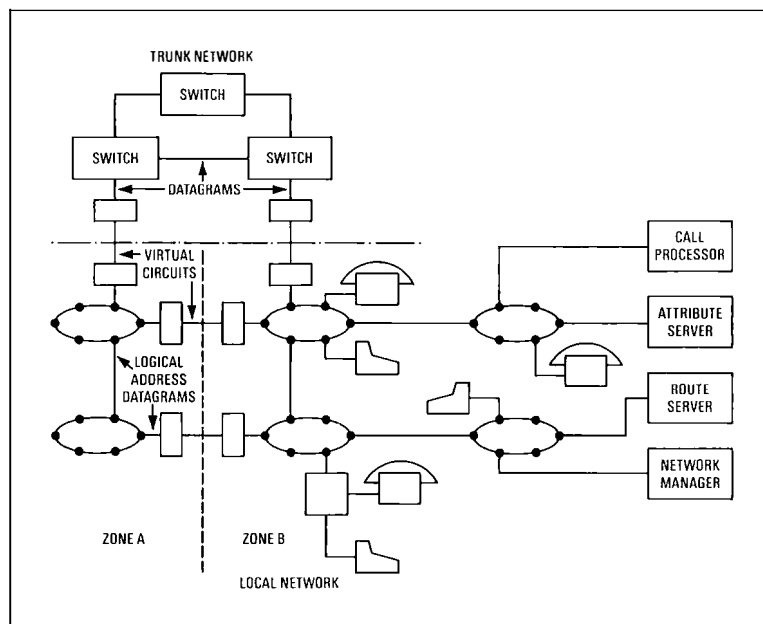 TRUNK NETWORK
SWITCH
SWITCH
SWITCH
DATAGRAMS
VIRTUAL
CIRCUITS
CALL
PROCESSOR
ATTRIBUTE
SERVER
LOGICAL
ADDRESS
DATAGRAMS
ROUTE
SERVER
NETWORK
MANAGER
ZONE A
ZONE B
LOCAL NETWORK